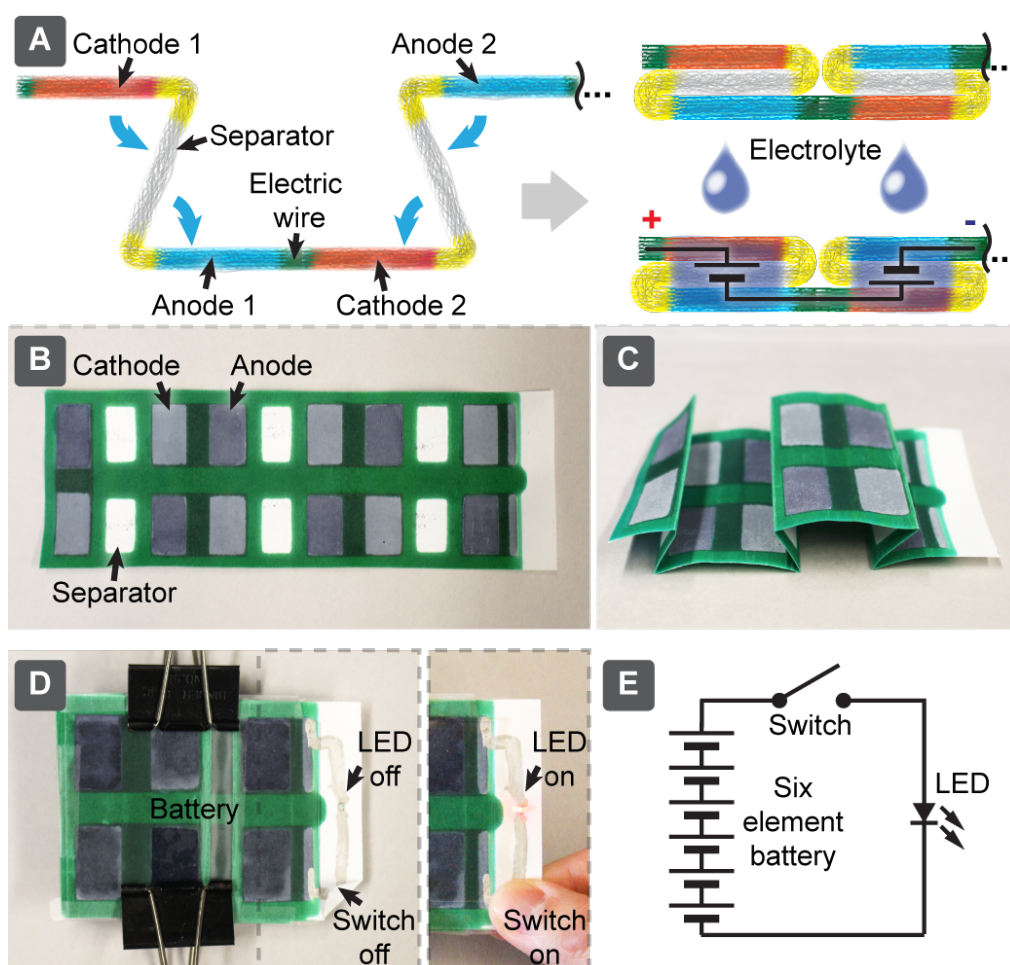 A
Cathode 1
Anode 2
Separator
Electric
wire
Anode 1
Cathode 2
...
...
Electrolyte
+
-
...
B
Cathode
Anode
Separator
C
D
LED
off
Battery
Switch
off
LED
on
Switch
on
E
Switch
Six
element
battery
LED